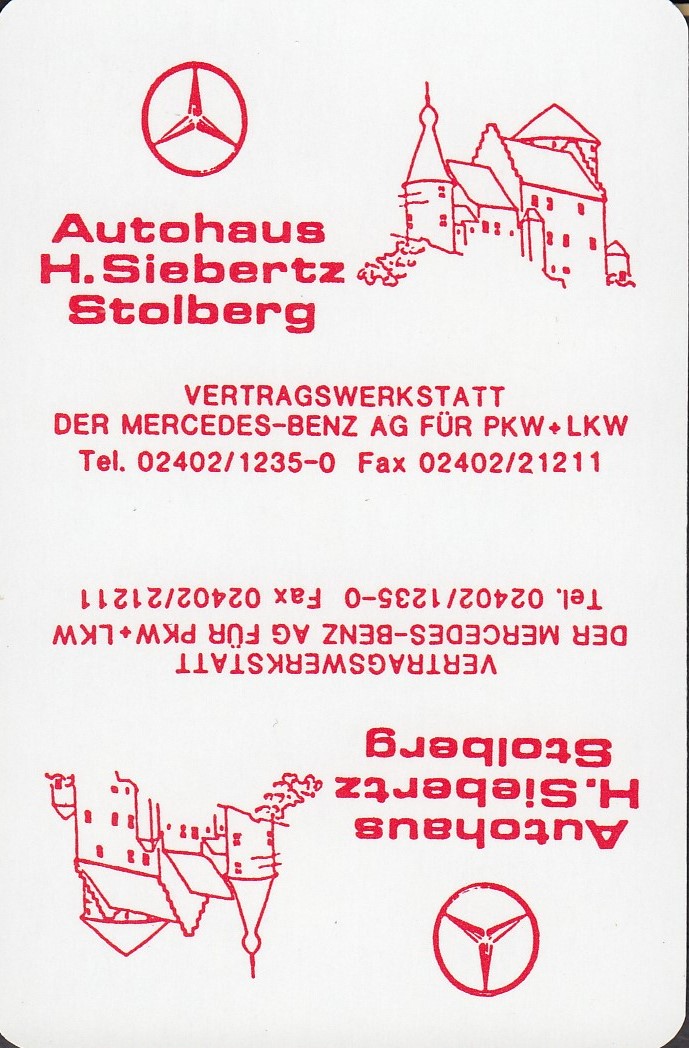 Autohaus
H. Siebertz
Stolberg
VERTRAGSWERKSTATT
DER MERCEDES-BENZ AG FÜR PKW+LKW
Tel. 02402/1235-0 Fax 02402/21211
Tel. 02402/1235-0 Fax 02402/21211
DER MERCEDES-BENZ AG FÜR PKW+LKW
VERTRAGSWERKSTATT
Stolberg
H. Siebertz
Autohaus